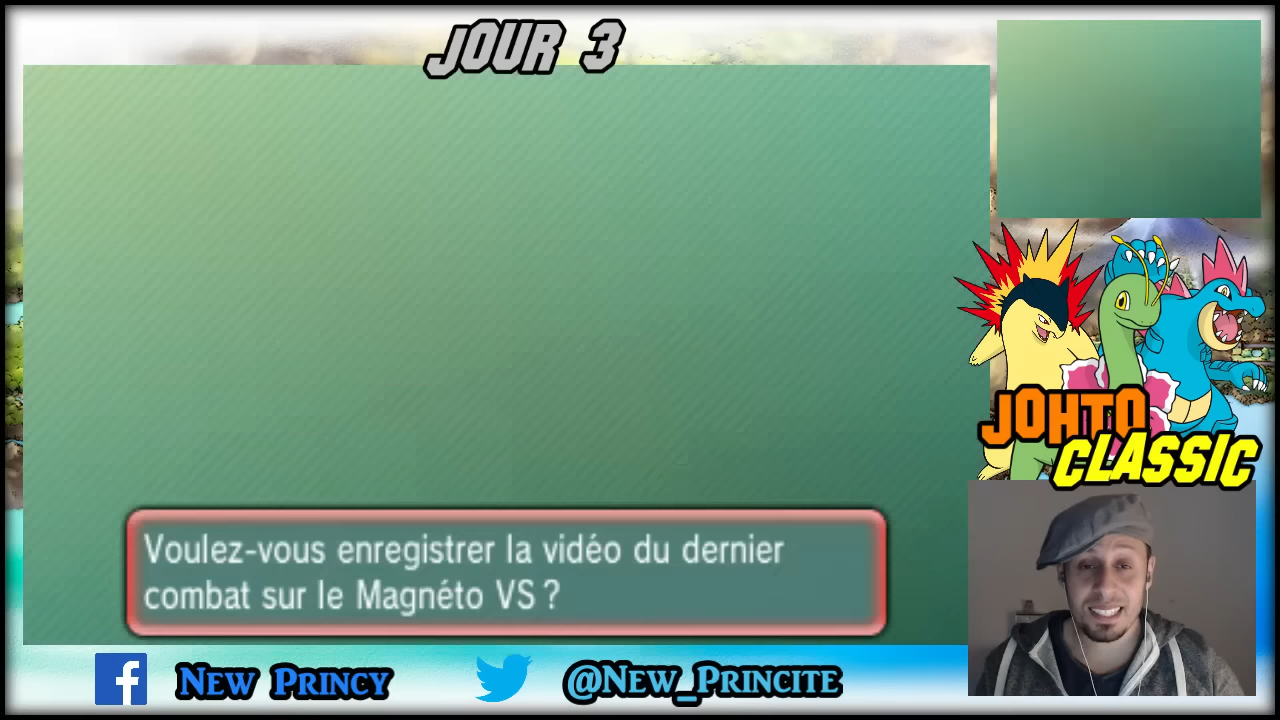 JOUR 3
JOHTO
CLASSIC
Voulez-vous enregistrer la vidéo du dernier
combat sur le Magnéto VS ?
New Princy
@New_Princite